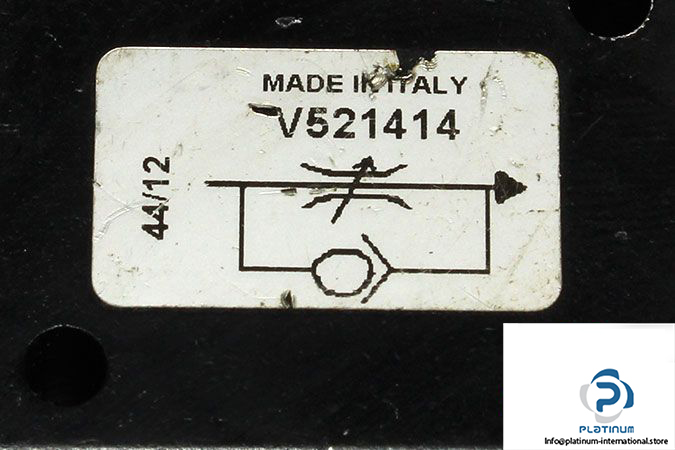 MADE IN ITALY
V521414
44/12
PLATINUM
Info@platinum-international.store